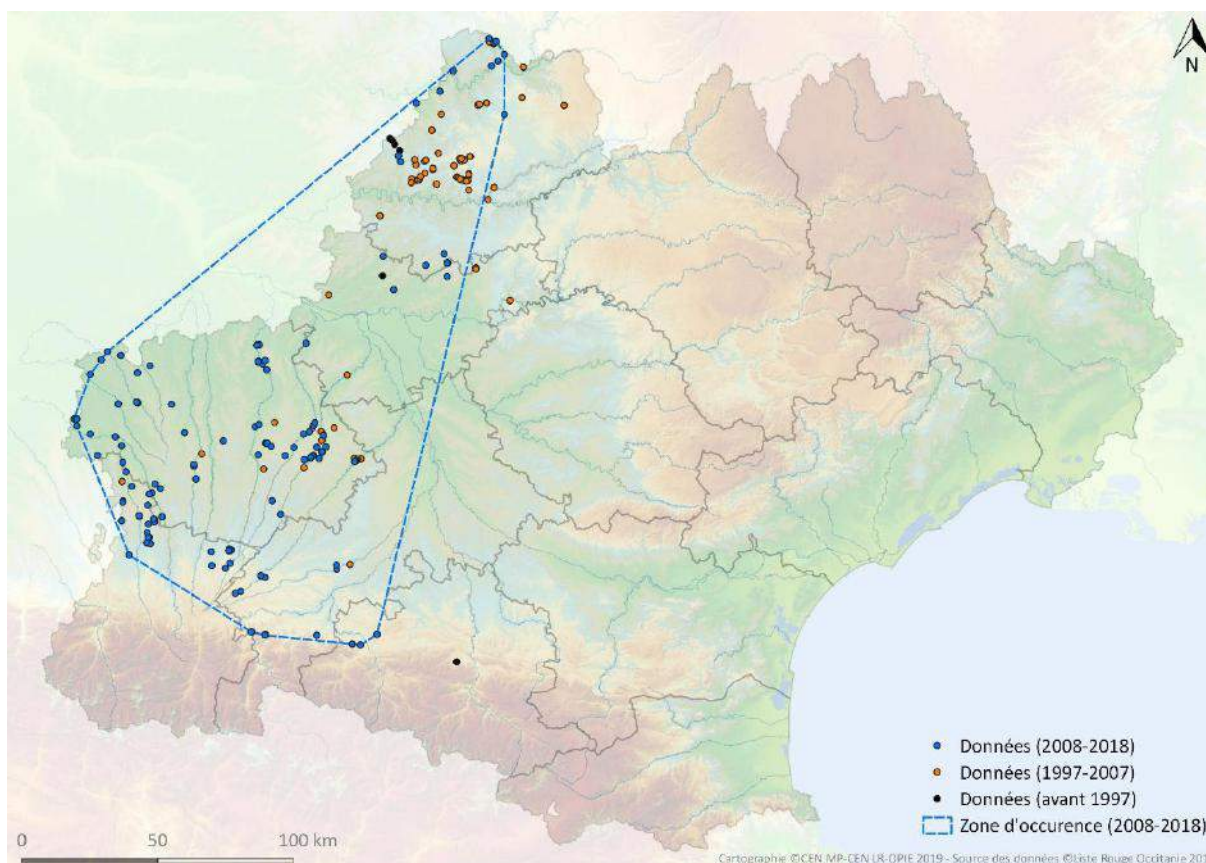 N
Données (2008-2018)
Données (1997-2007)
Données (avant 1997)
Zone d'occurence (2008-2018)
0 50 100 km
Cartographie ©CEN MP-CEN LR-OPIE 2019 - Source des données ©Liste Rouge Occitanie 201